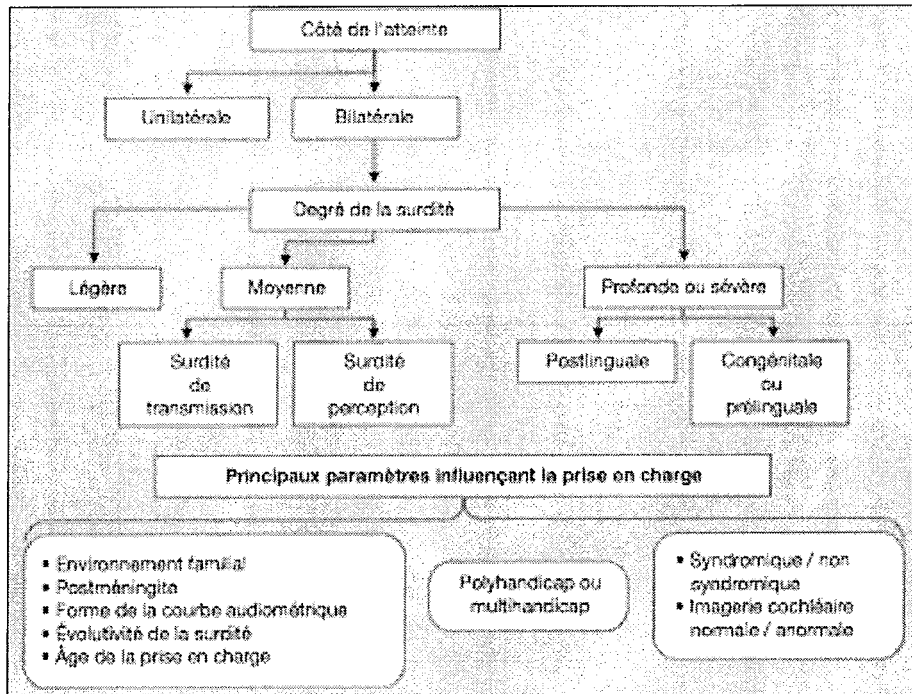 Côté de l'atteinte
Unilatérale
Bilatérale
Degré de la surdité
Légère
Moyenne
Profonde ou sévère
Surdité
de
transmission
Surdité
de
perception
Postlinguale
Congénitale
ou
prélinguale
Principaux paramètres influençant la prise en charge
• Environnement familial
• Postméningite
• Forme de la courbe audiométrique
• Évolutivité de la surdité
• Âge de la prise en charge
Polyhandicap ou
multihandicap
• Syndromique / non
syndromique
• Imagerie cochléaire
normale / anormale